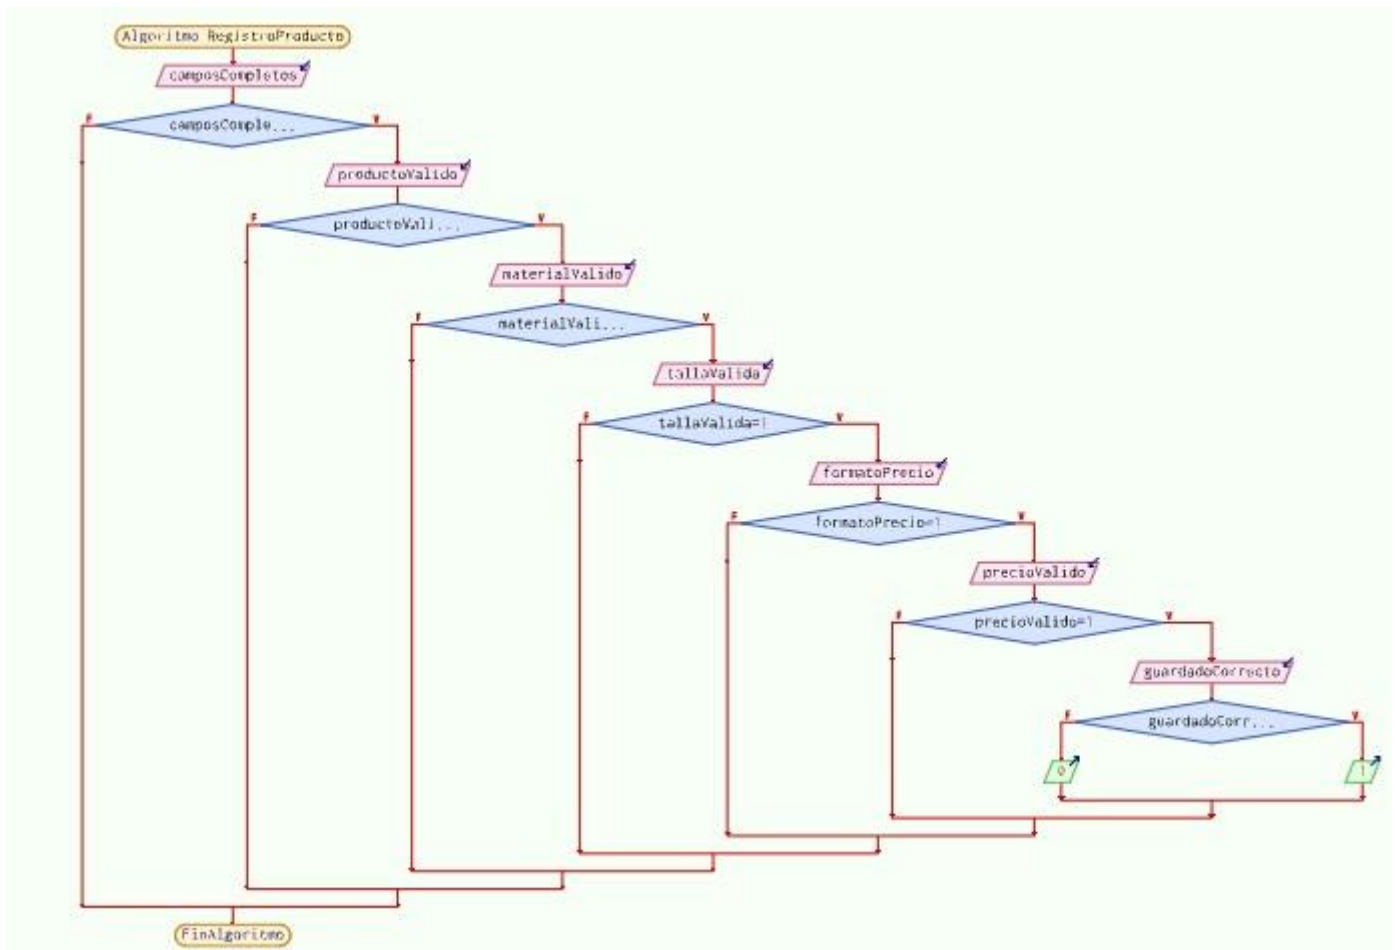 Algoritmo RegistroProducto
camposCompletos
F
camposComple...
V
productoValido
F
productoVali...
V
materialValido
F
materialVali...
V
tallaValida
F
tallaValida=1
V
formatoPrecio
F
formatoPrecio=1
V
precioValido
F
precioValido=1
V
guardadoCorrecto
F
guardadoCorr...
V
0
1
FinAlgoritmo